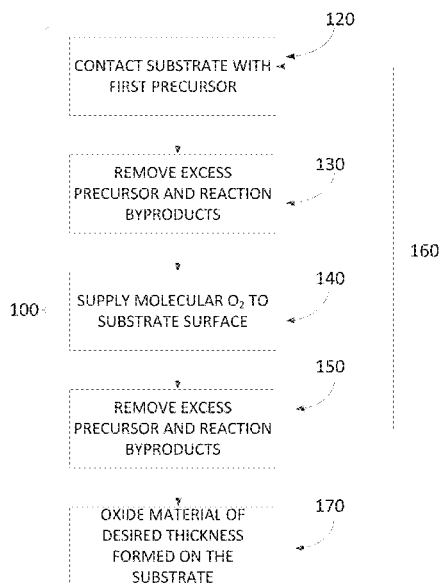 120
CONTACT SUBSTRATE WITH
FIRST PRECURSOR
130
REMOVE EXCESS
PRECURSOR AND REACTION
BYPRODUCTS
160
140
SUPPLY MOLECULAR O₂ TO
SUBSTRATE SURFACE
100
150
REMOVE EXCESS
PRECURSOR AND REACTION
BYPRODUCTS
170
OXIDE MATERIAL OF
DESIRED THICKNESS
FORMED ON THE
SUBSTRATE